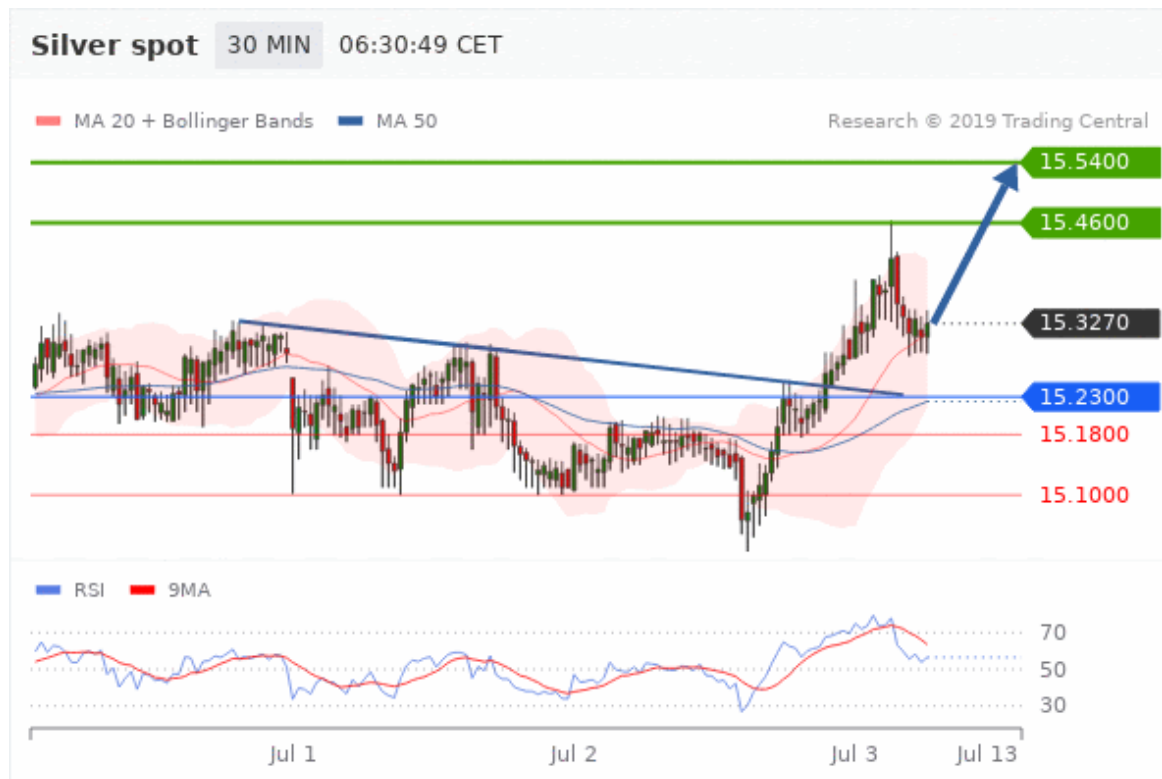 Silver spot 30 MIN 06:30:49 CET
MA 20 + Bollinger Bands MA 50 Research © 2019 Trading Central
15.5400
15.4600
15.3270
15.2300
15.1800
15.1000
RSI 9MA
70
50
30
Jul 1 Jul 2 Jul 3 Jul 13